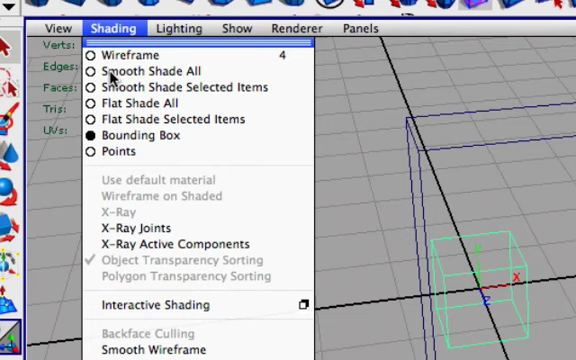 View Shading Lighting Show Renderer Panels
Verts:
Edges:
Faces:
Tris:
UVs:
Wireframe 4
Smooth Shade All
Smooth Shade Selected Items
Flat Shade All
Flat Shade Selected Items
Bounding Box
Points
Use default material
Wireframe on Shaded
X-Ray
X-Ray Joints
X-Ray Active Components
Object Transparency Sorting
Polygon Transparency Sorting
Interactive Shading
Backface Culling
Smooth Wireframe
Y
X
Z